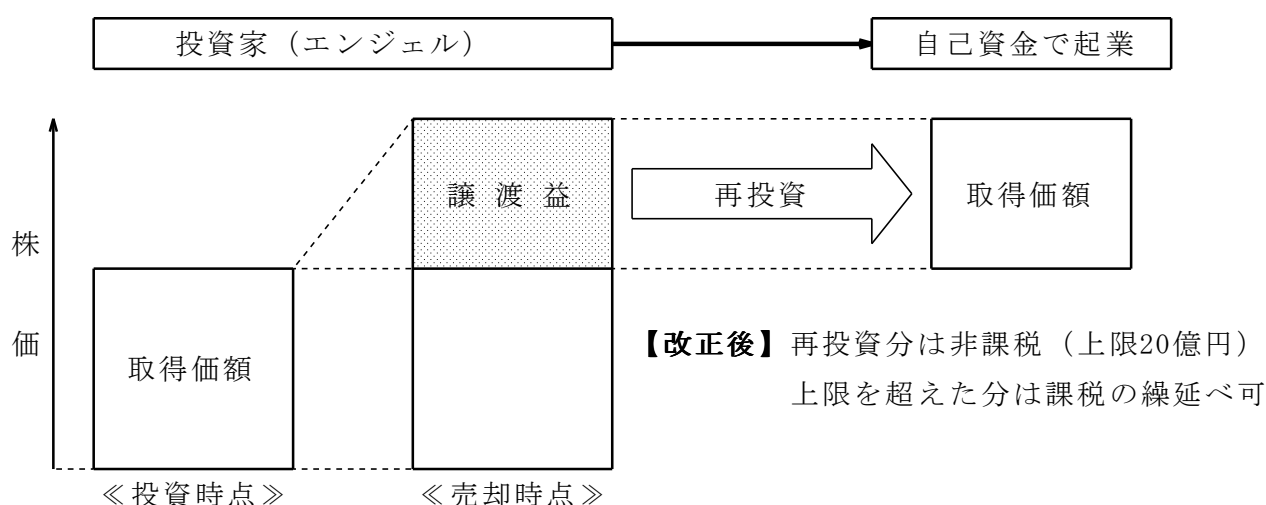 投資家（エンジェル）
自己資金で起業
株価
譲渡益
再投資
取得価額
取得価額
【改正後】再投資分は非課税（上限20億円）
上限を超えた分は課税の繰延べ可
≪投資時点≫
≪売却時点≫